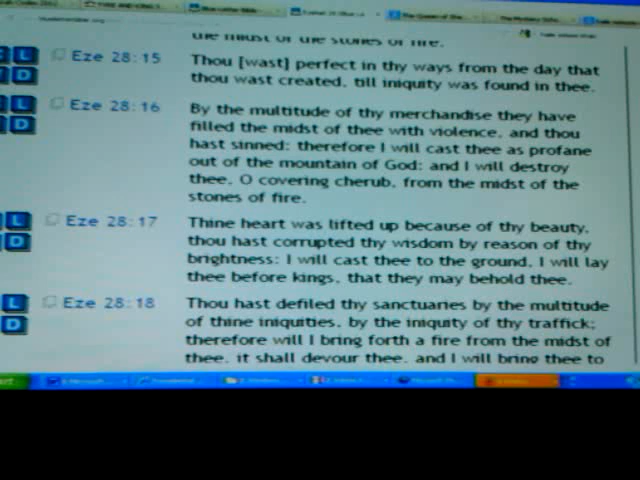 the midst of the stones of fire.
L Eze 28:15 Thou [wast] perfect in thy ways from the day that
D thou wast created, till iniquity was found in thee.
L Eze 28:16 By the multitude of thy merchandise they have
D filled the midst of thee with violence, and thou
hast sinned: therefore I will cast thee as profane
out of the mountain of God: and I will destroy
thee, O covering cherub, from the midst of the
stones of fire.
L Eze 28:17 Thine heart was lifted up because of thy beauty,
D thou hast corrupted thy wisdom by reason of thy
brightness: I will cast thee to the ground, I will lay
thee before kings, that they may behold thee.
L Eze 28:18 Thou hast defiled thy sanctuaries by the multitude
D of thine iniquities, by the iniquity of thy traffick;
therefore will I bring forth a fire from the midst of
thee, it shall devour thee, and I will bring thee to